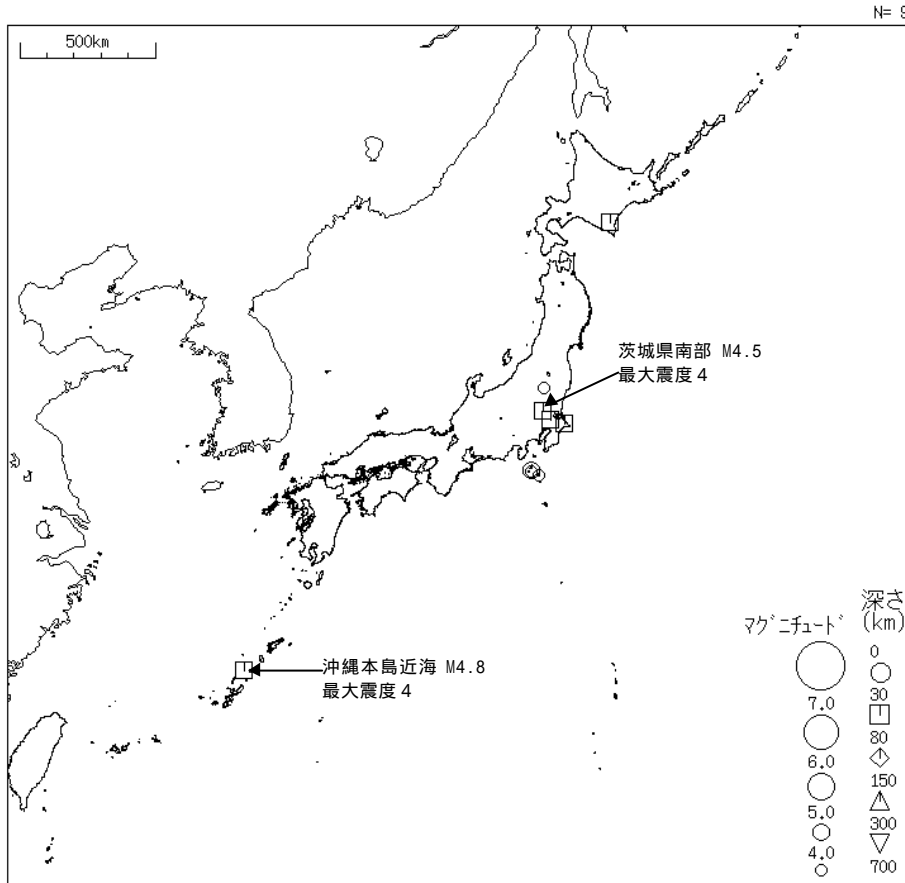 N= 9
500km
茨城県南部 M4.5
最大震度４
沖縄本島近海 M4.8
最大震度４
マグニチュード
7.0
6.0
5.0
4.0
深さ
(km)
0
30
80
150
300
700